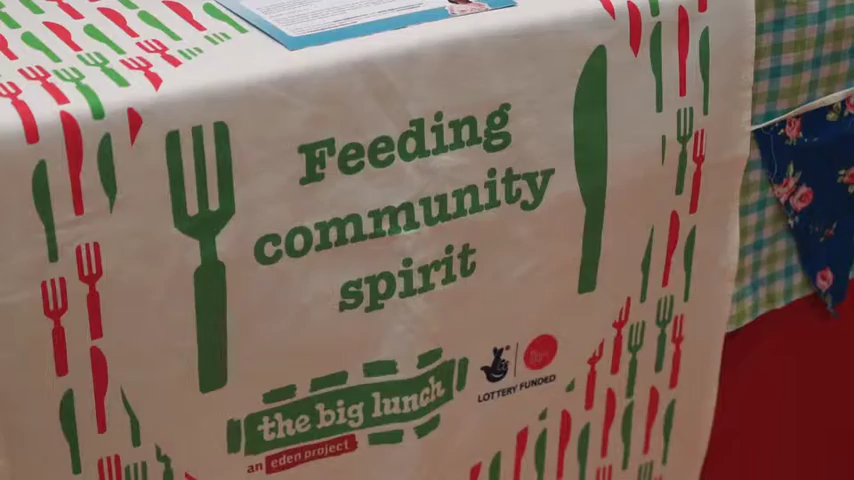 Feeding
community
spirit
the big lunch
an eden project
LOTTERY FUNDED